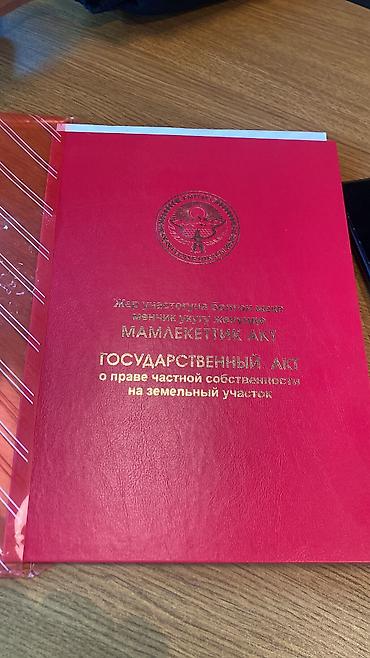 Жер участогуна болгон жеке
менчик укугу жөнүндө
МАМЛЕКЕТТИК АКТ
ГОСУДАРСТВЕННЫЙ АКТ
о праве частной собственности
на земельный участок